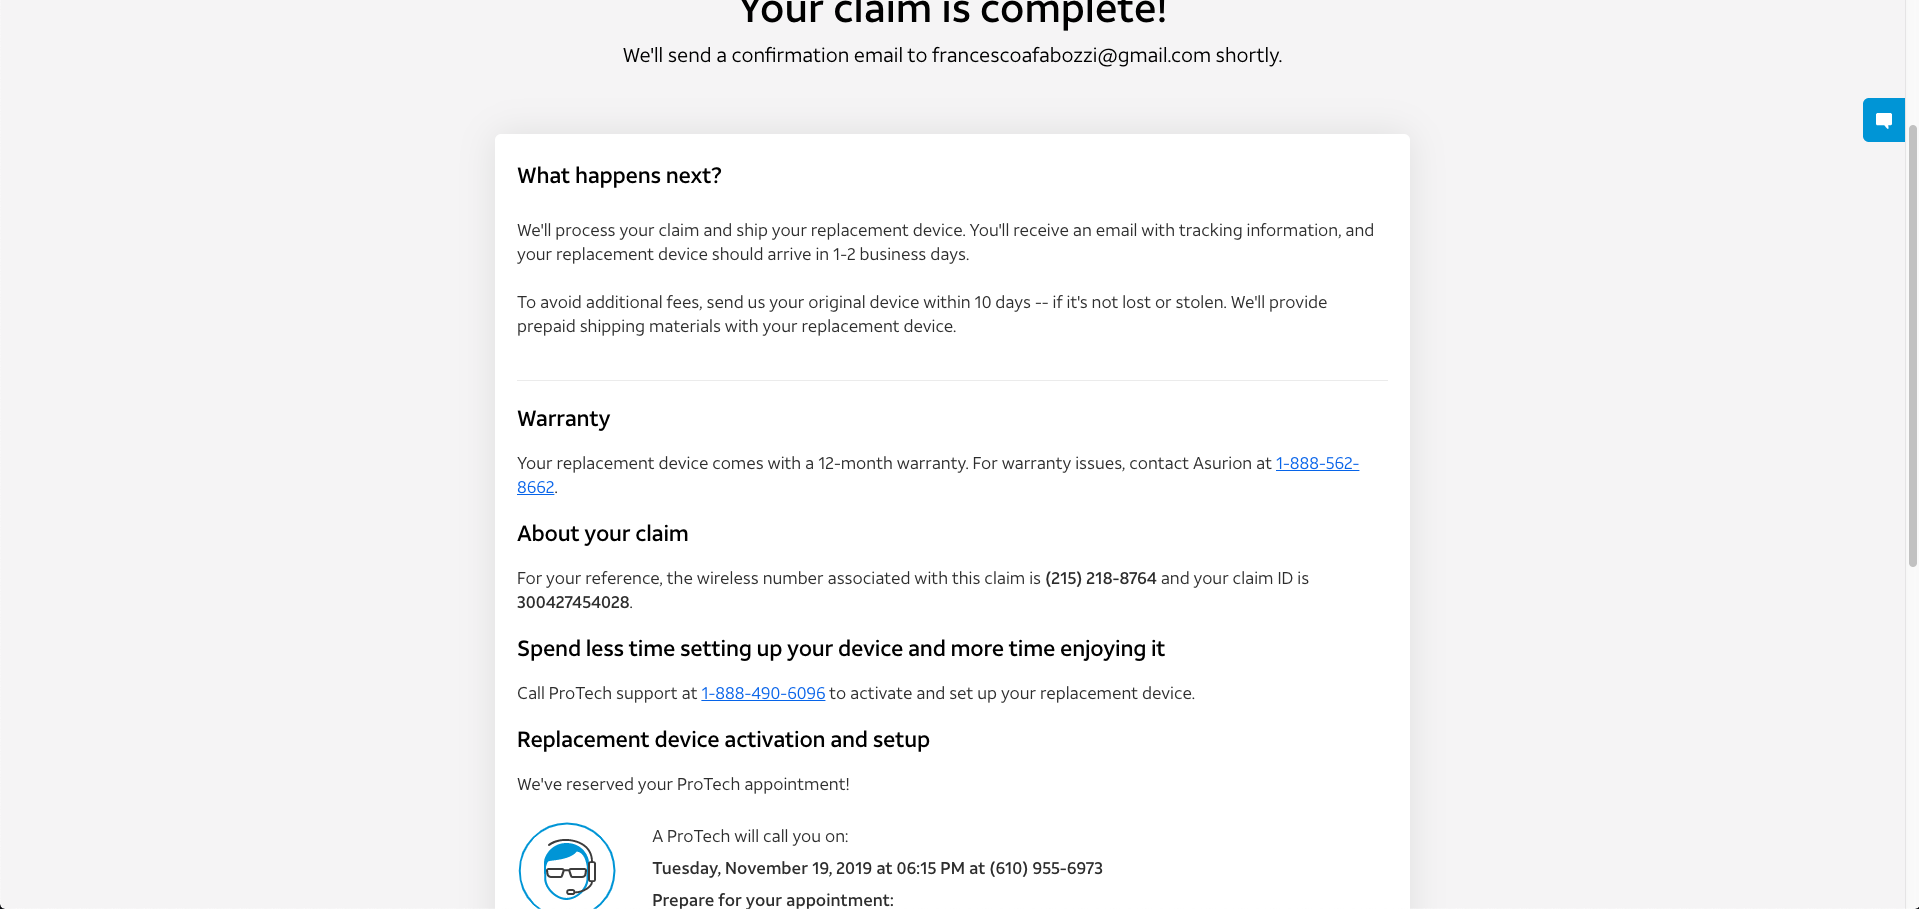 Your claim is complete!
We'll send a confirmation email to francescoafabozzi@gmail.com shortly.
What happens next?
We'll process your claim and ship your replacement device. You'll receive an email with tracking information, and
your replacement device should arrive in 1-2 business days.
To avoid additional fees, send us your original device within 10 days -- if it's not lost or stolen. We'll provide
prepaid shipping materials with your replacement device.
Warranty
Your replacement device comes with a 12-month warranty. For warranty issues, contact Asurion at 1-888-562-
8662.
About your claim
For your reference, the wireless number associated with this claim is (215) 218-8764 and your claim ID is
300427454028.
Spend less time setting up your device and more time enjoying it
Call ProTech support at 1-888-490-6096 to activate and set up your replacement device.
Replacement device activation and setup
We've reserved your ProTech appointment!
A ProTech will call you on:
Tuesday, November 19, 2019 at 06:15 PM at (610) 955-6973
Prepare for your appointment: